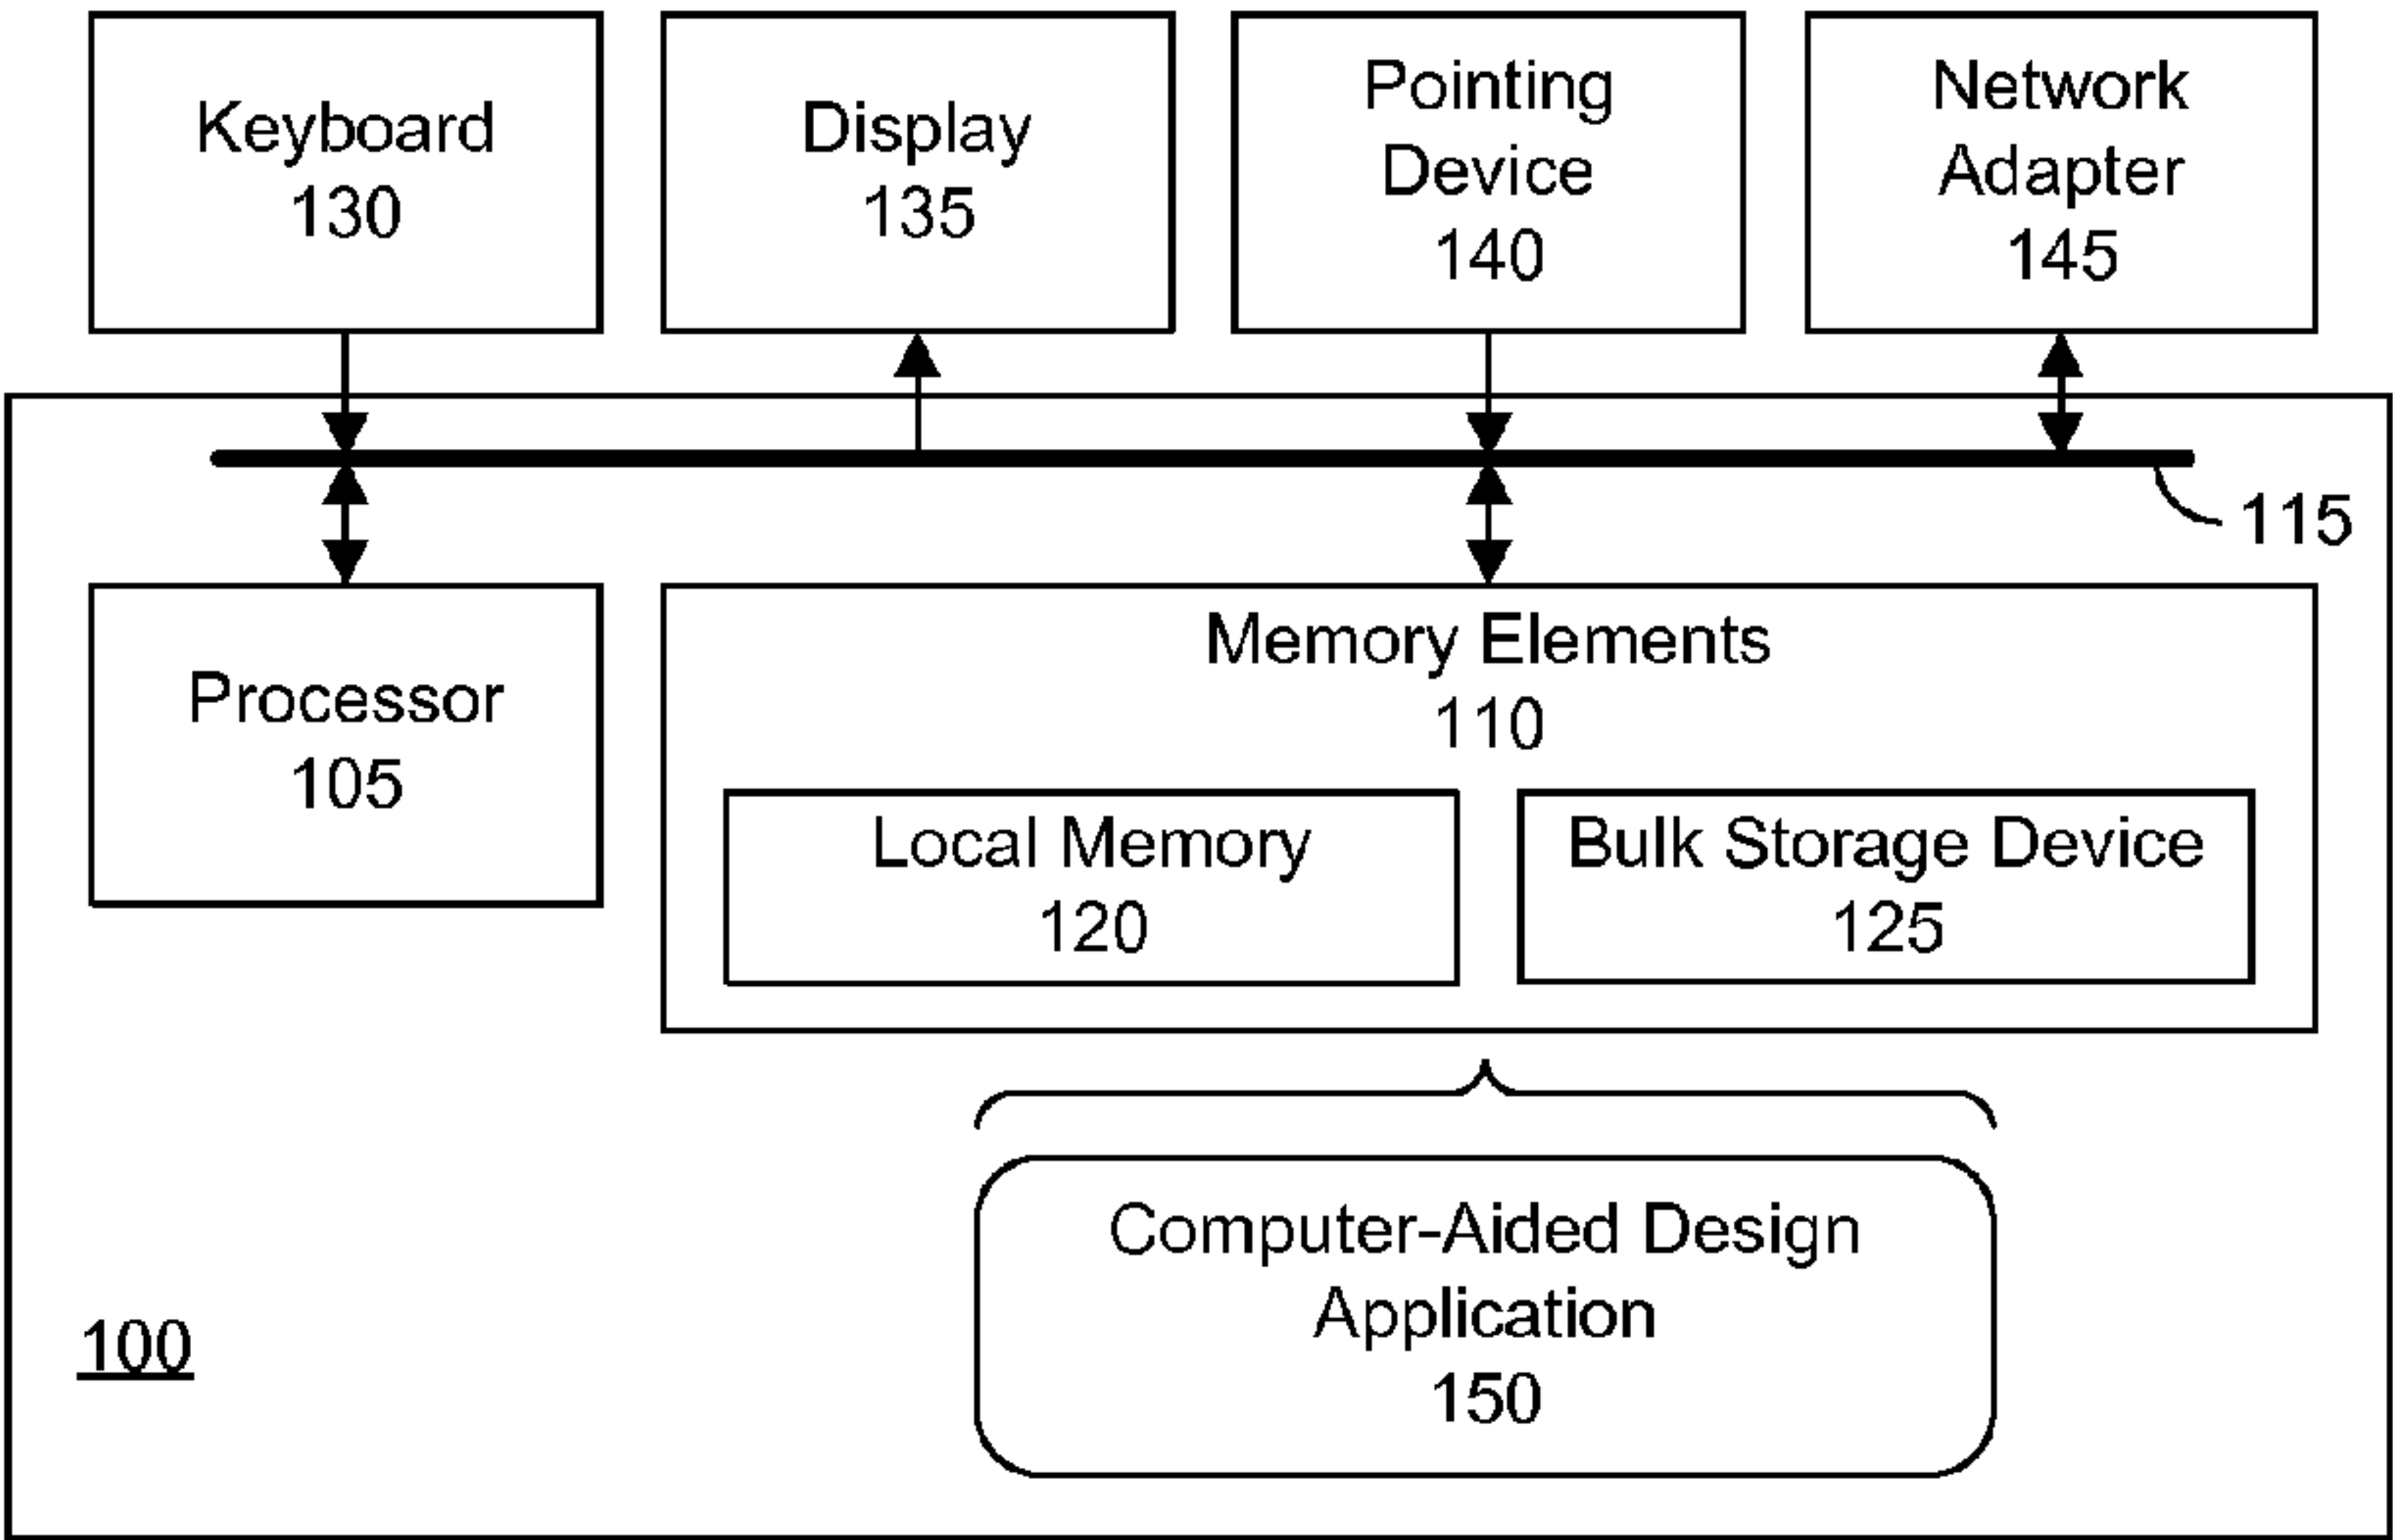 Keyboard
130
Display
135
Pointing
Device
140
Network
Adapter
145
115
Processor
105
Memory Elements
110
Local Memory
120
Bulk Storage Device
125
Computer-Aided Design
Application
150
100